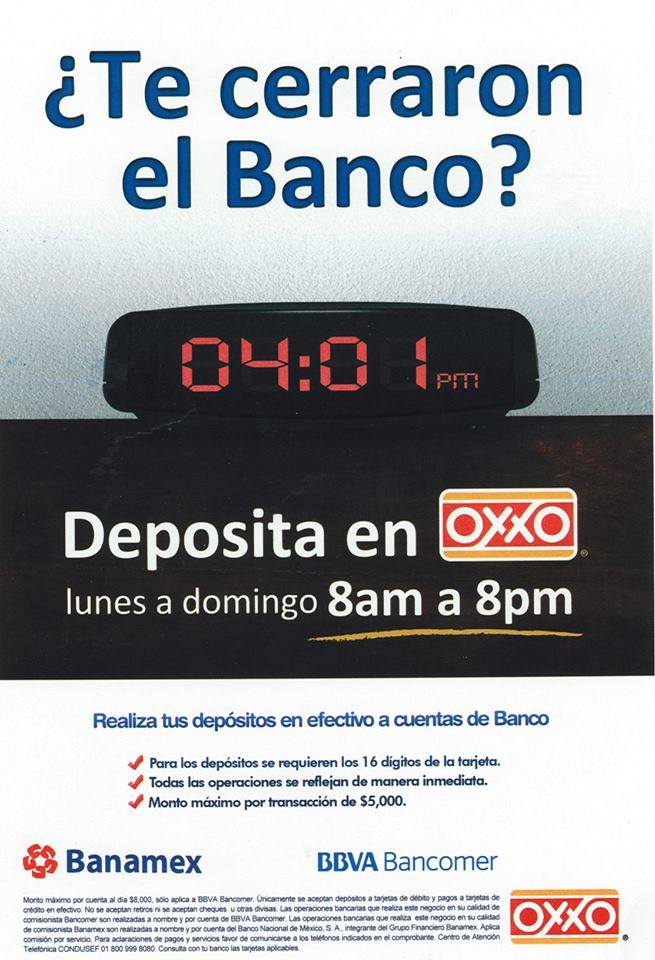 ¿Te cerraron
el Banco?
04:01 pm
Deposita en OXXO®
lunes a domingo 8am a 8pm
Realiza tus depósitos en efectivo a cuentas de Banco
Para los depósitos se requieren los 16 dígitos de la tarjeta.
Todas las operaciones se reflejan de manera inmediata.
Monto máximo por transacción de $5,000.
Banamex
BBVA Bancomer
Monto máximo por cuenta al día $8,000, sólo aplica a BBVA Bancomer. Únicamente se aceptan depósitos a tarjetas de débito y pagos a tarjetas de
crédito en efectivo. No se aceptan retiros ni se aceptan cheques u otras divisas. Las operaciones bancarias que realiza este negocio en su calidad de
comisionista Bancomer son realizadas a nombre y por cuenta de BBVA Bancomer. Las operaciones bancarias que realiza este negocio en su calidad
de comisionista Banamex son realizadas a nombre y por cuenta del Banco Nacional de México, S. A., integrante del Grupo Financiero Banamex. Aplica
comisión por servicio. Para aclaraciones de pagos y servicios favor de comunicarse a los teléfonos indicados en el comprobante. Centro de Atención
Telefónica CONDUSEF 01 800 999 8080. Consulta con tu banco las tarjetas aplicables.
OXXO®